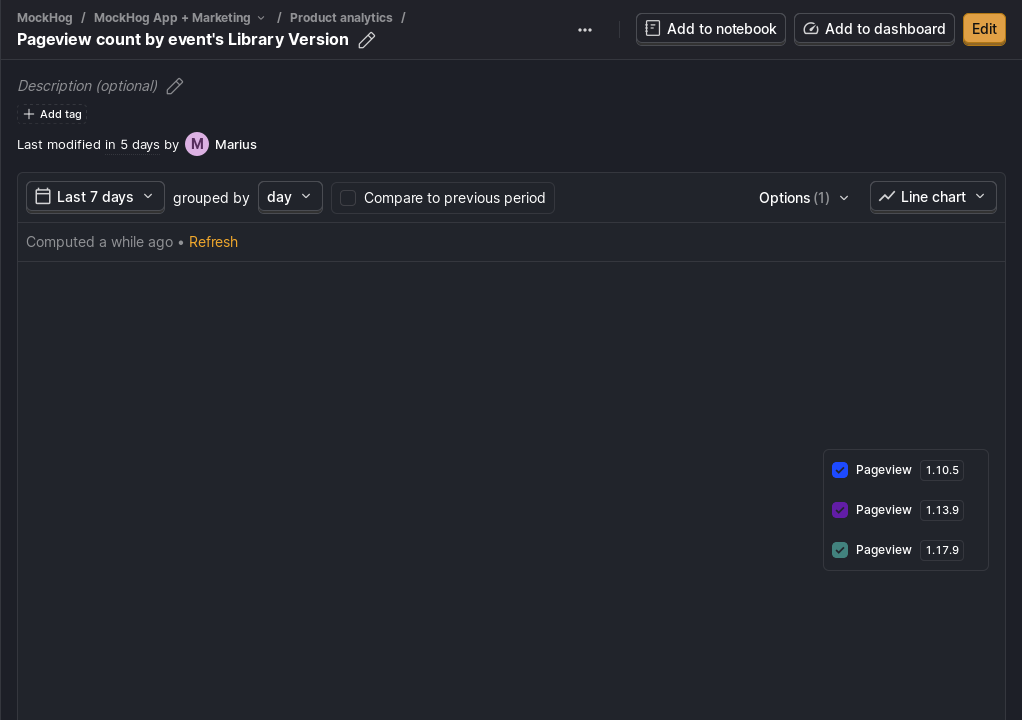 MockHog / MockHog App + Marketing / Product analytics /
Pageview count by event's Library Version
Add to notebook
Add to dashboard
Edit
Description (optional)
Add tag
Last modified in 5 days by M Marius
Last 7 days grouped by day Compare to previous period Options (1) Line chart
Computed a while ago • Refresh
Pageview 1.10.5
Pageview 1.13.9
Pageview 1.17.9